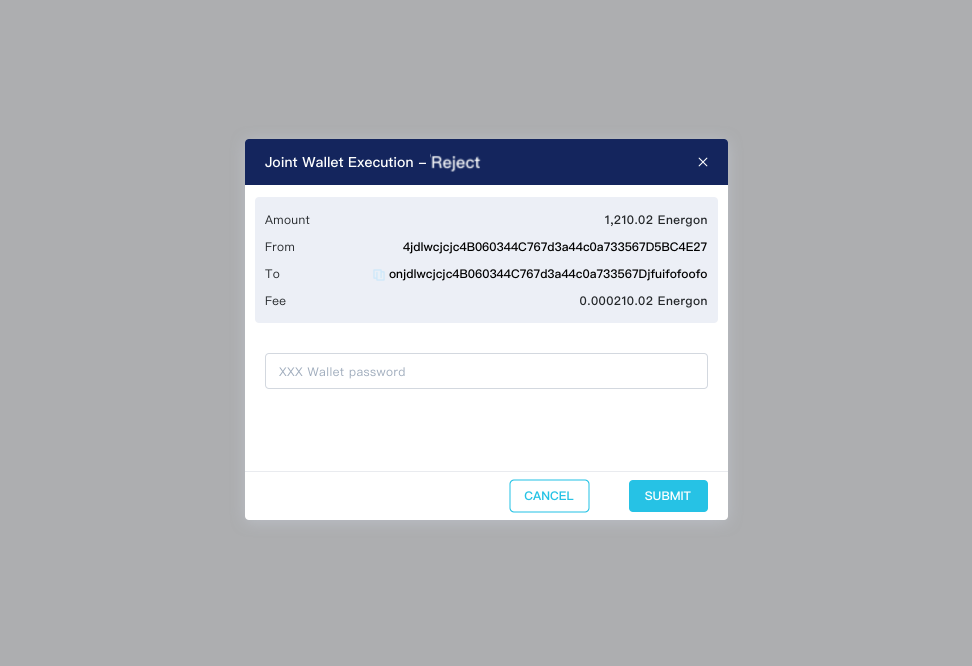 Joint Wallet Execution – Reject
Amount 1,210.02 Energon
From 4jdlwcjcjc4B060344C767d3a44c0a733567D5BC4E27
To onjdlwcjcjc4B060344C767d3a44c0a733567Djfuifofoofo
Fee 0.000210.02 Energon
XXX Wallet password
CANCEL SUBMIT